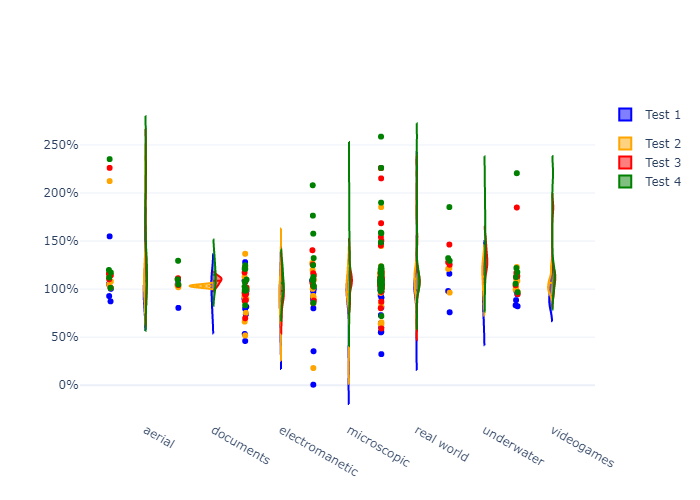 250%
200%
150%
100%
50%
0%
aerial
documents
electromanetic
microscopic
real world
underwater
videogames
Test 1
Test 2
Test 3
Test 4